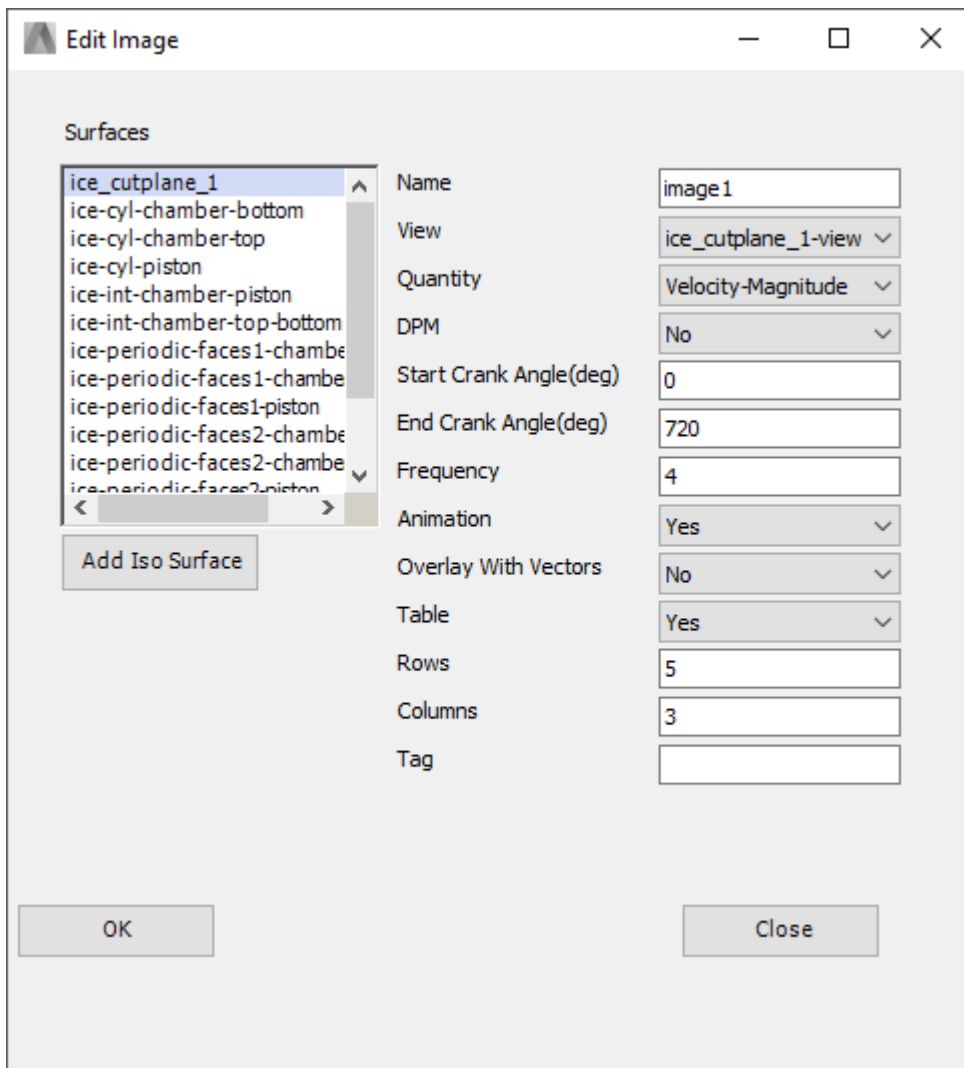 Edit Image
Surfaces
ice_cutplane_1
ice-cyl-chamber-bottom
ice-cyl-chamber-top
ice-cyl-piston
ice-int-chamber-piston
ice-int-chamber-top-bottom
ice-periodic-faces1-chambe
ice-periodic-faces1-chambe
ice-periodic-faces1-piston
ice-periodic-faces2-chambe
ice-periodic-faces2-chambe
ice-periodic-faces2-piston
Add Iso Surface
Name image1
View ice_cutplane_1-view
Quantity Velocity-Magnitude
DPM No
Start Crank Angle(deg) 0
End Crank Angle(deg) 720
Frequency 4
Animation Yes
Overlay With Vectors No
Table Yes
Rows 5
Columns 3
Tag
OK Close